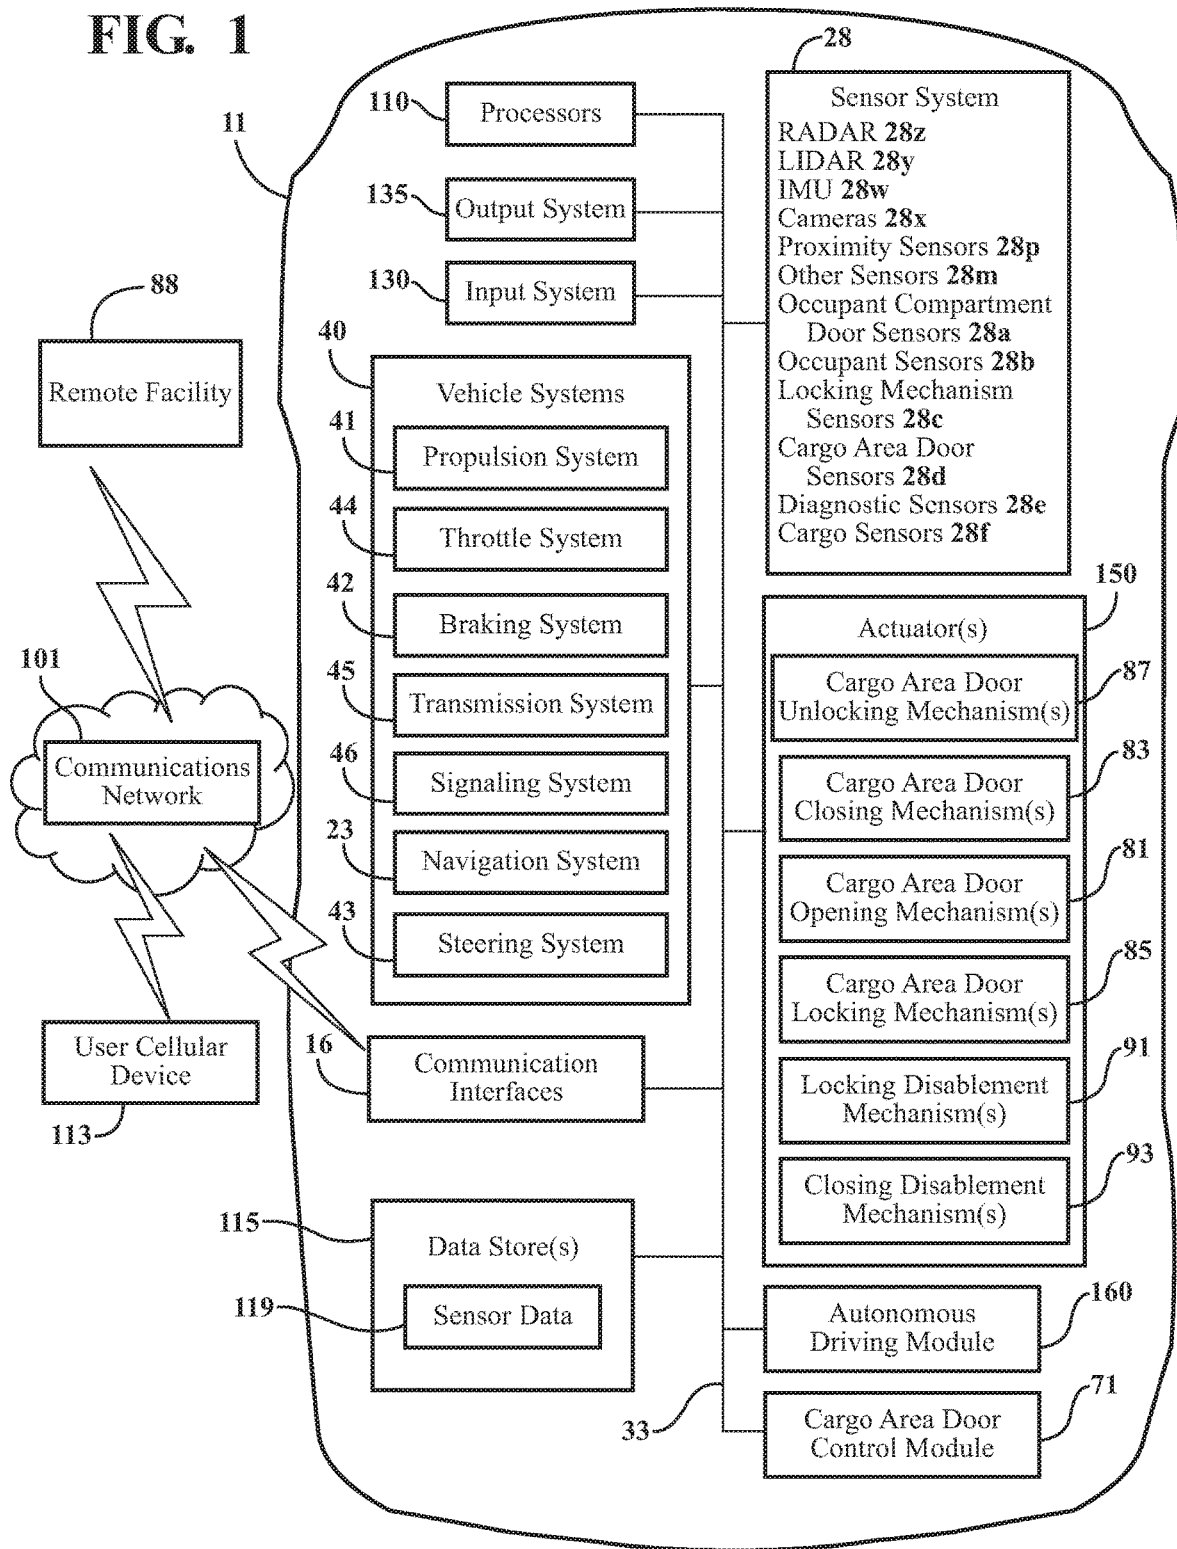 FIG. 1
28
110
Processors
11
135
Output System
130
Input System
Sensor System
RADAR 28z
LIDAR 28y
IMU 28w
Cameras 28x
Proximity Sensors 28p
Other Sensors 28m
Occupant Compartment
Door Sensors 28a
Occupant Sensors 28b
Locking Mechanism
Sensors 28c
Cargo Area Door
Sensors 28d
Diagnostic Sensors 28e
Cargo Sensors 28f
88
Remote Facility
40
Vehicle Systems
41
Propulsion System
44
Throttle System
42
Braking System
45
Transmission System
46
Signaling System
23
Navigation System
43
Steering System
150
Actuator(s)
Cargo Area Door
Unlocking Mechanism(s)
87
Cargo Area Door
Closing Mechanism(s)
83
Cargo Area Door
Opening Mechanism(s)
81
Cargo Area Door
Locking Mechanism(s)
85
Locking Disablement
Mechanism(s)
91
Closing Disablement
Mechanism(s)
93
101
Communications
Network
User Cellular
Device
113
16
Communication
Interfaces
115
Data Store(s)
119
Sensor Data
160
Autonomous
Driving Module
33
71
Cargo Area Door
Control Module